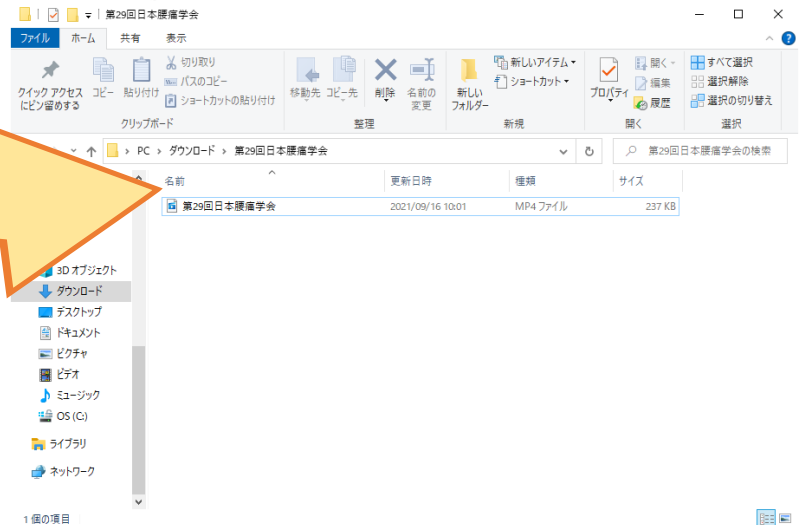 第29回日本腰痛学会
ファイル ホーム 共有 表示
クイック アクセスにピン留めする
コピー
貼り付け
切り取り
パスのコピー
ショートカットの貼り付け
クリップボード
移動先
コピー先
削除
名前の変更
整理
新しいフォルダー
新しいアイテム
ショートカット
新規
プロパティ
開く
編集
履歴
開く
すべて選択
選択解除
選択の切り替え
選択
PC › ダウンロード › 第29回日本腰痛学会
第29回日本腰痛学会の検索
名前 更新日時 種類 サイズ
第29回日本腰痛学会 2021/09/16 10:01 MP4 ファイル 237 KB
3D オブジェクト
ダウンロード
デスクトップ
ドキュメント
ピクチャ
ビデオ
ミュージック
OS (C:)
ライブラリ
ネットワーク
1 個の項目